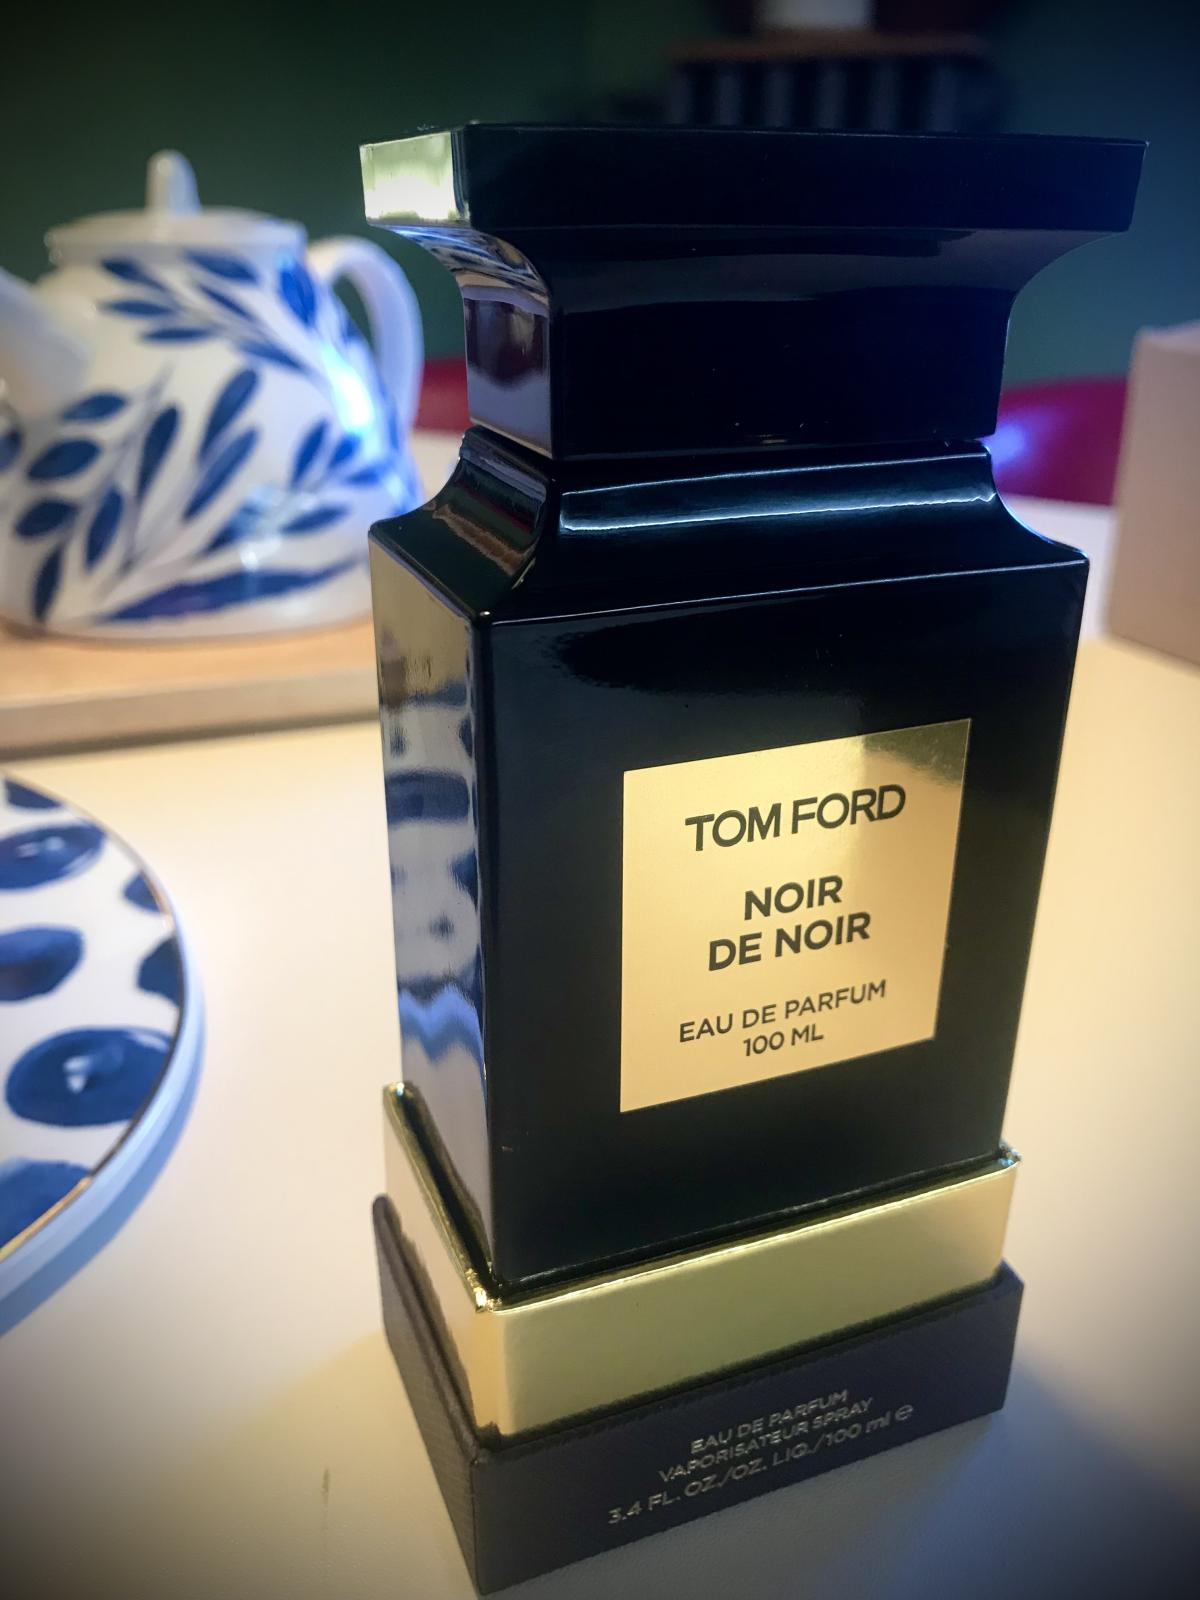 TOM FORD
NOIR
DE NOIR
EAU DE PARFUM
100 ML
EAU DE PARFUM
VAPORISATEUR SPRAY
3.4 FL. OZ./OZ. LIQ./100 ml ℮